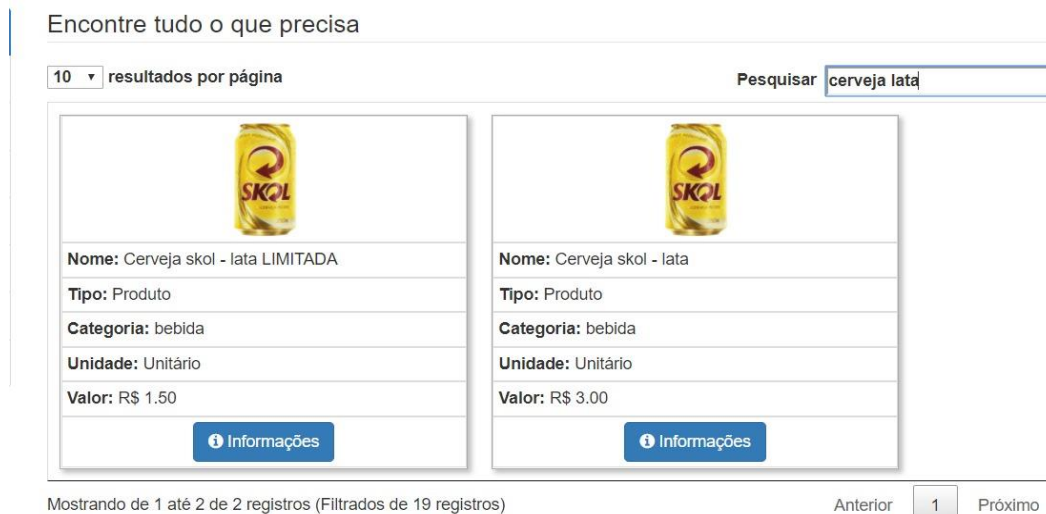 Encontre tudo o que precisa
10 resultados por página
Pesquisar cerveja lata
SKOL
SKOL
Nome: Cerveja skol - lata LIMITADA
Nome: Cerveja skol - lata
Tipo: Produto
Tipo: Produto
Categoria: bebida
Categoria: bebida
Unidade: Unitário
Unidade: Unitário
Valor: R$ 1.50
Valor: R$ 3.00
Informações
Informações
Mostrando de 1 até 2 de 2 registros (Filtrados de 19 registros)
Anterior 1 Próximo